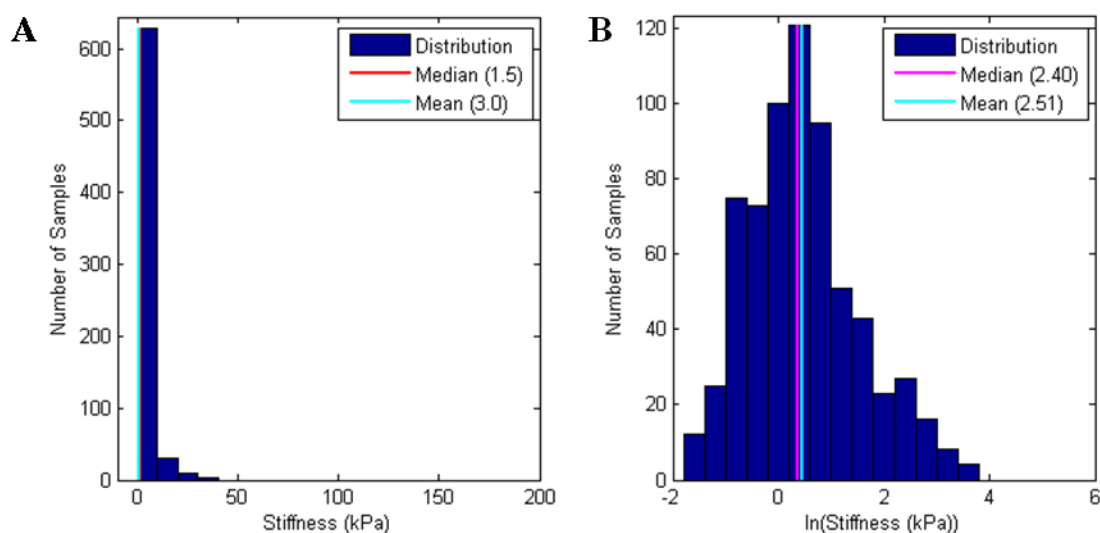 A
Number of Samples
600
500
400
300
200
100
0
0
50
100
150
200
Stiffness (kPa)
Distribution
Median (1.5)
Mean (3.0)
B
Number of Samples
120
100
80
60
40
20
0
-2
0
2
4
6
ln(Stiffness (kPa))
Distribution
Median (2.40)
Mean (2.51)